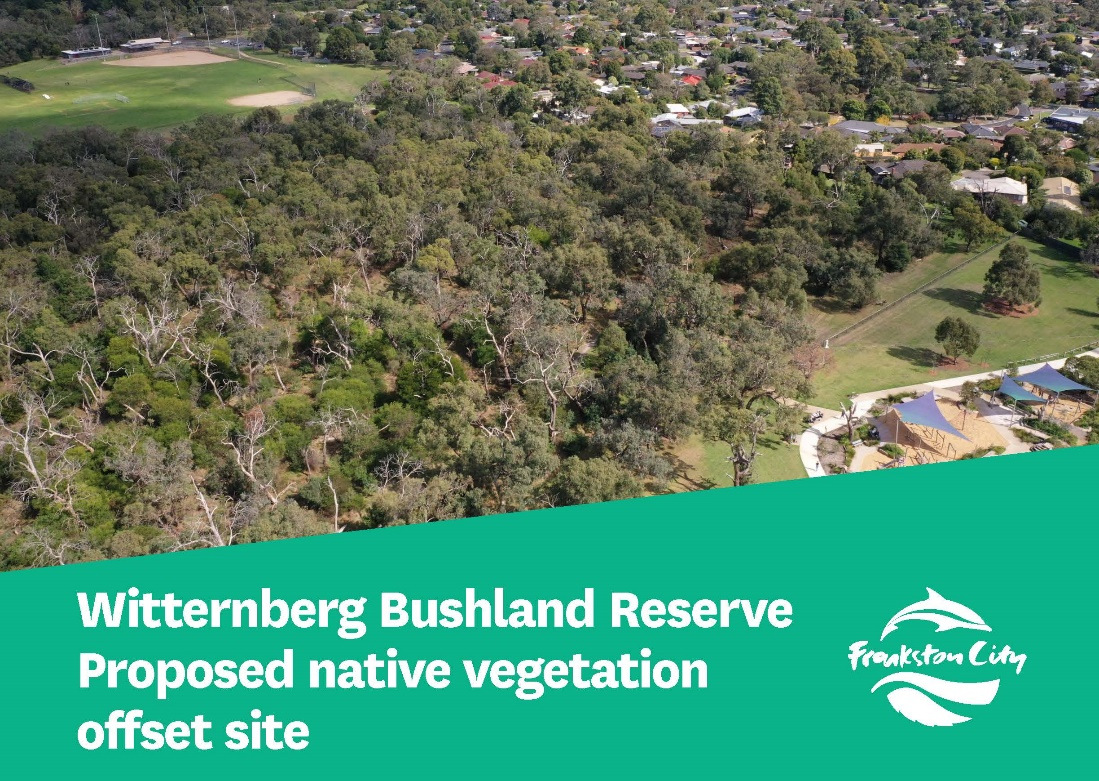 Witternberg Bushland Reserve
Proposed native vegetation
offset site
Frankston City